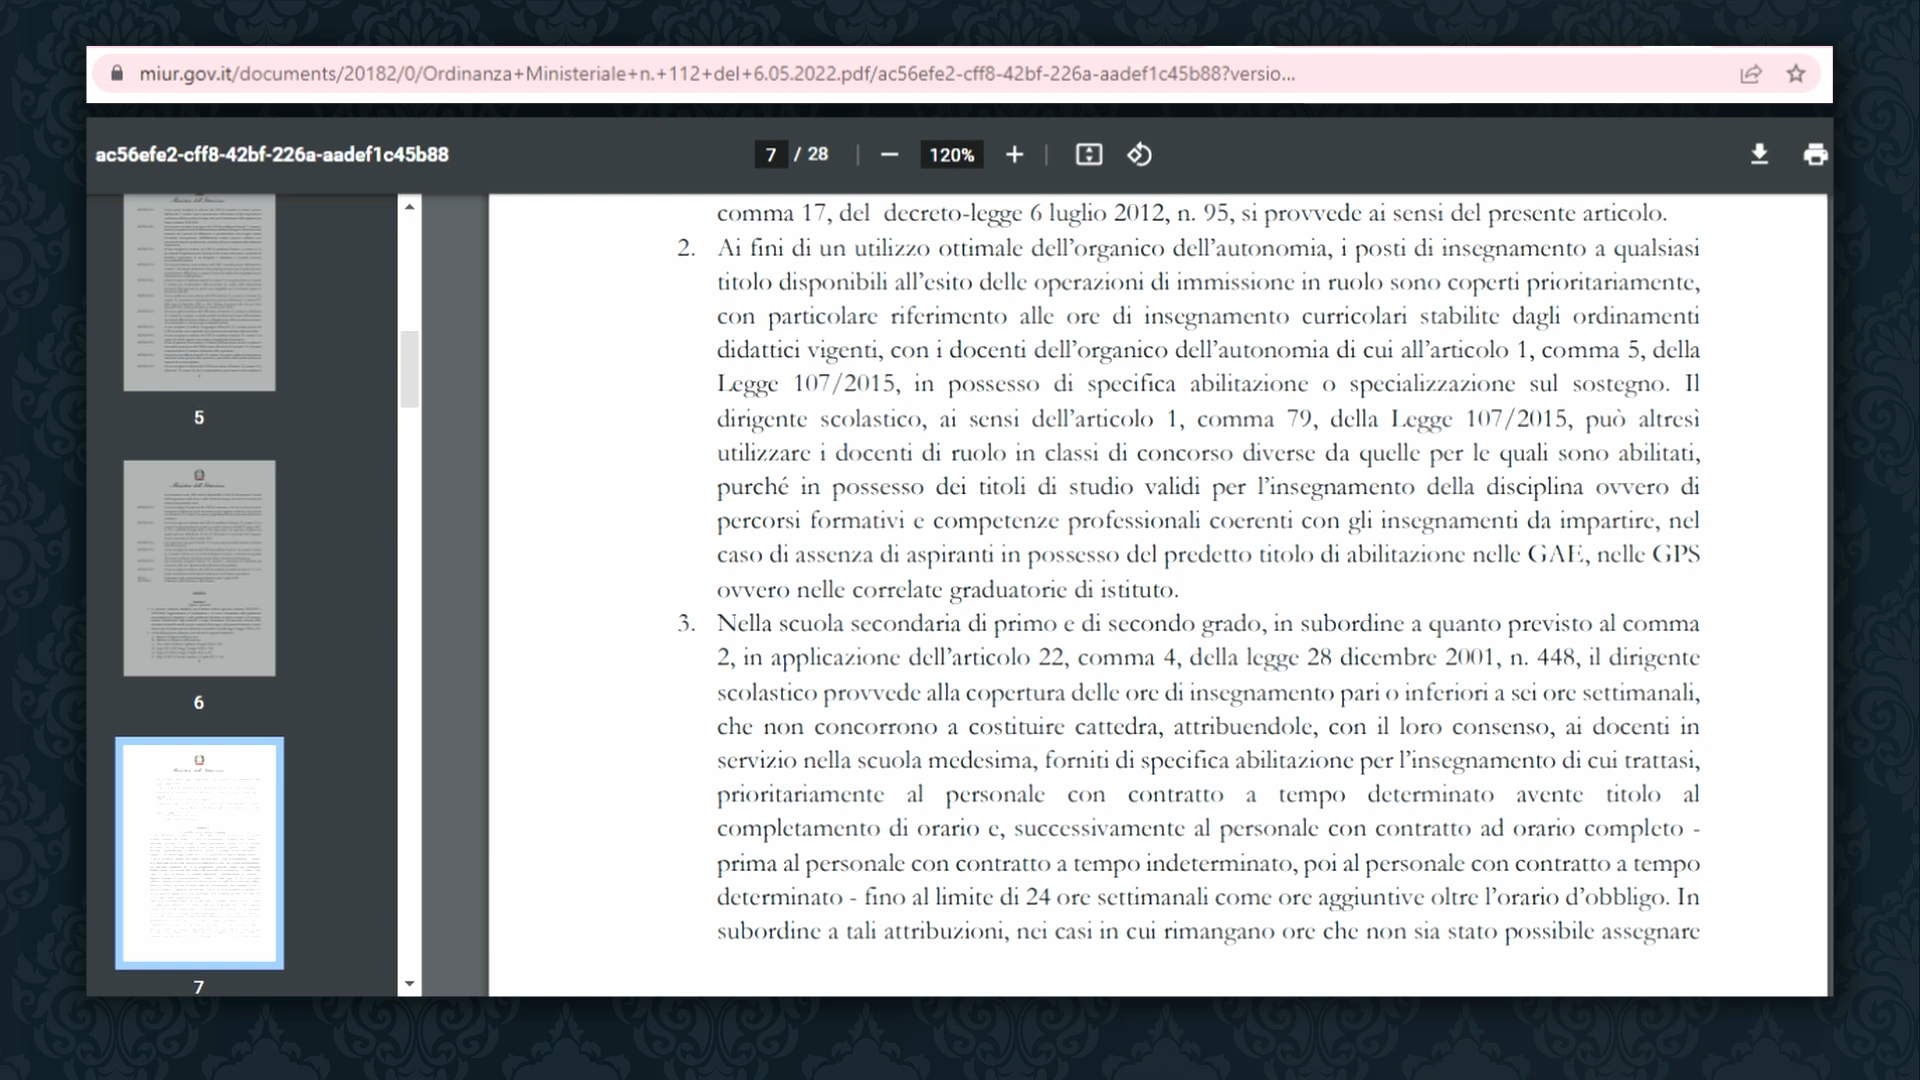 miur.gov.it/documents/20182/0/Ordinanza+Ministeriale+n.+112+del+6.05.2022.pdf/ac56efe2-cff8-42bf-226a-aadef1c45b88?versio...
ac56efe2-cff8-42bf-226a-aadef1c45b88
7 / 28
120%
5
6
7
comma 17, del decreto-legge 6 luglio 2012, n. 95, si provvede ai sensi del presente articolo.
2. Ai fini di un utilizzo ottimale dell’organico dell’autonomia, i posti di insegnamento a qualsiasi
titolo disponibili all’esito delle operazioni di immissione in ruolo sono coperti prioritariamente,
con particolare riferimento alle ore di insegnamento curricolari stabilite dagli ordinamenti
didattici vigenti, con i docenti dell’organico dell’autonomia di cui all’articolo 1, comma 5, della
Legge 107/2015, in possesso di specifica abilitazione o specializzazione sul sostegno. Il
dirigente scolastico, ai sensi dell’articolo 1, comma 79, della Legge 107/2015, può altresì
utilizzare i docenti di ruolo in classi di concorso diverse da quelle per le quali sono abilitati,
purché in possesso dei titoli di studio validi per l’insegnamento della disciplina ovvero di
percorsi formativi e competenze professionali coerenti con gli insegnamenti da impartire, nel
caso di assenza di aspiranti in possesso del predetto titolo di abilitazione nelle GAE, nelle GPS
ovvero nelle correlate graduatorie di istituto.
3. Nella scuola secondaria di primo e di secondo grado, in subordine a quanto previsto al comma
2, in applicazione dell’articolo 22, comma 4, della legge 28 dicembre 2001, n. 448, il dirigente
scolastico provvede alla copertura delle ore di insegnamento pari o inferiori a sei ore settimanali,
che non concorrono a costituire cattedra, attribuendole, con il loro consenso, ai docenti in
servizio nella scuola medesima, forniti di specifica abilitazione per l’insegnamento di cui trattasi,
prioritariamente al personale con contratto a tempo determinato avente titolo al
completamento di orario e, successivamente al personale con contratto ad orario completo -
prima al personale con contratto a tempo indeterminato, poi al personale con contratto a tempo
determinato - fino al limite di 24 ore settimanali come ore aggiuntive oltre l’orario d’obbligo. In
subordine a tali attribuzioni, nei casi in cui rimangano ore che non sia stato possibile assegnare